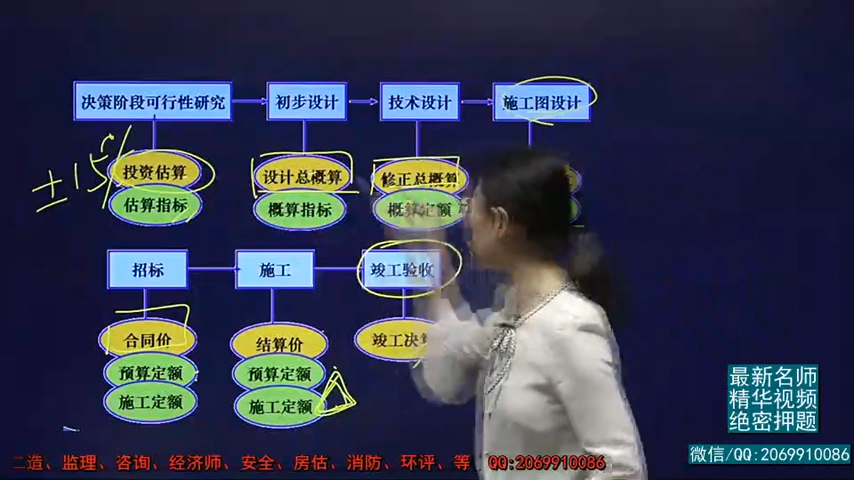 决策阶段可行性研究
初步设计
技术设计
施工图设计
±15%
投资估算
设计总概算
修正总概算
估算指标
概算指标
概算定额
招标
施工
竣工验收
合同价
结算价
竣工决算
预算定额
预算定额
施工定额
施工定额
最新名师
精华视频
绝密押题
微信/QQ:2069910086
二造、监理、咨询、经济师、安全、房估、消防、环评、等 QQ:2069910086